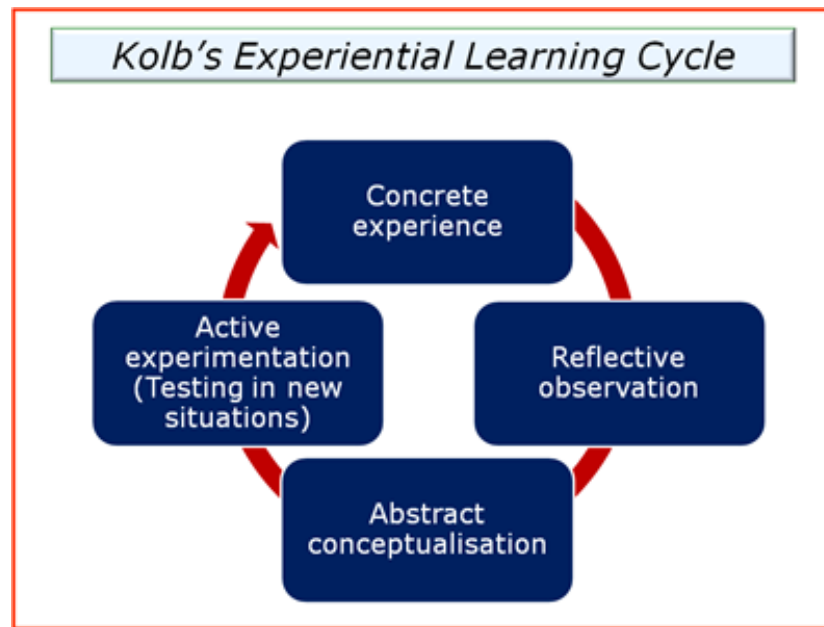 Kolb's Experiential Learning Cycle
Concrete
experience
Reflective
observation
Abstract
conceptualisation
Active
experimentation
(Testing in new
situations)